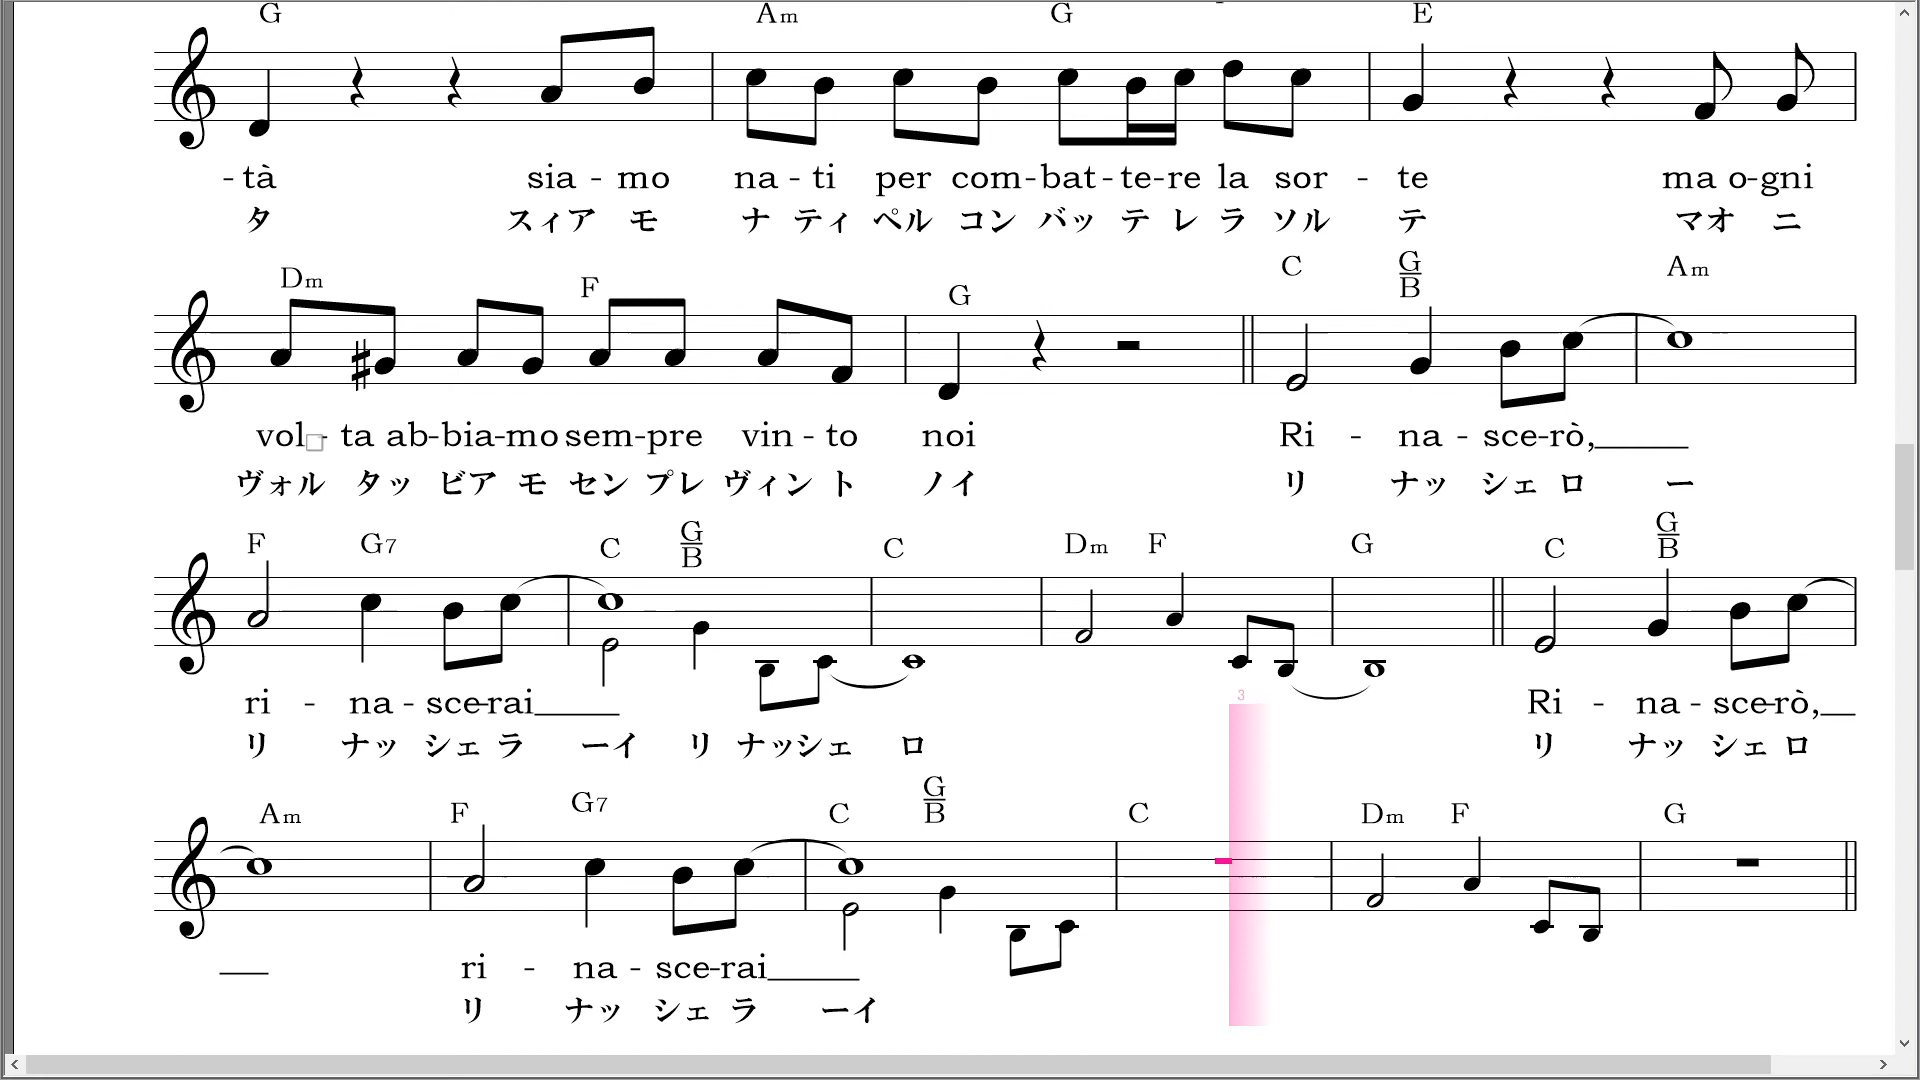 G Am G E
-tà sia - mo na - ti per com-bat-te-re la sor - te ma o-gni
タ スィア モ ナ ティ ペル コン バッ テ レ ラ ソル テ マオ ニ
Dm F G C G/B Am
vol - ta ab-bia-mo sem-pre vin - to noi Ri - na - sce-rò,
ヴォル タッ ビア モ セン プレ ヴィント ノイ リ ナッ シェ ロ ー
F G7 C G/B C Dm F G C G/B
ri - na - sce-rai Ri - na - sce-rò,
3
リ ナッ シェ ラ ーイ リ ナッシェ ロ リ ナッ シェ ロ
Am F G7 C G/B C Dm F G
ri - na - sce-rai
リ ナッ シェ ラ ーイ